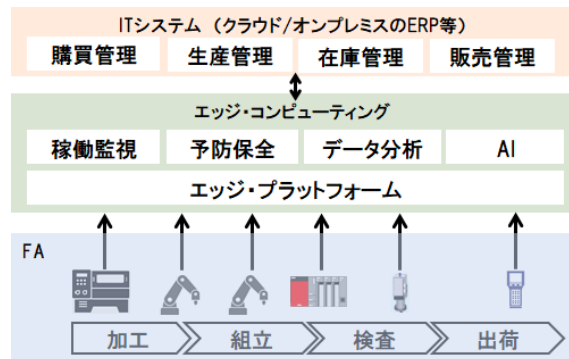 ITシステム (クラウド/オンプレミスのERP等)
購買管理 生産管理 在庫管理 販売管理
エッジ・コンピューティング
稼働監視 予防保全 データ分析 AI
エッジ・プラットフォーム
FA
加工 組立 検査 出荷